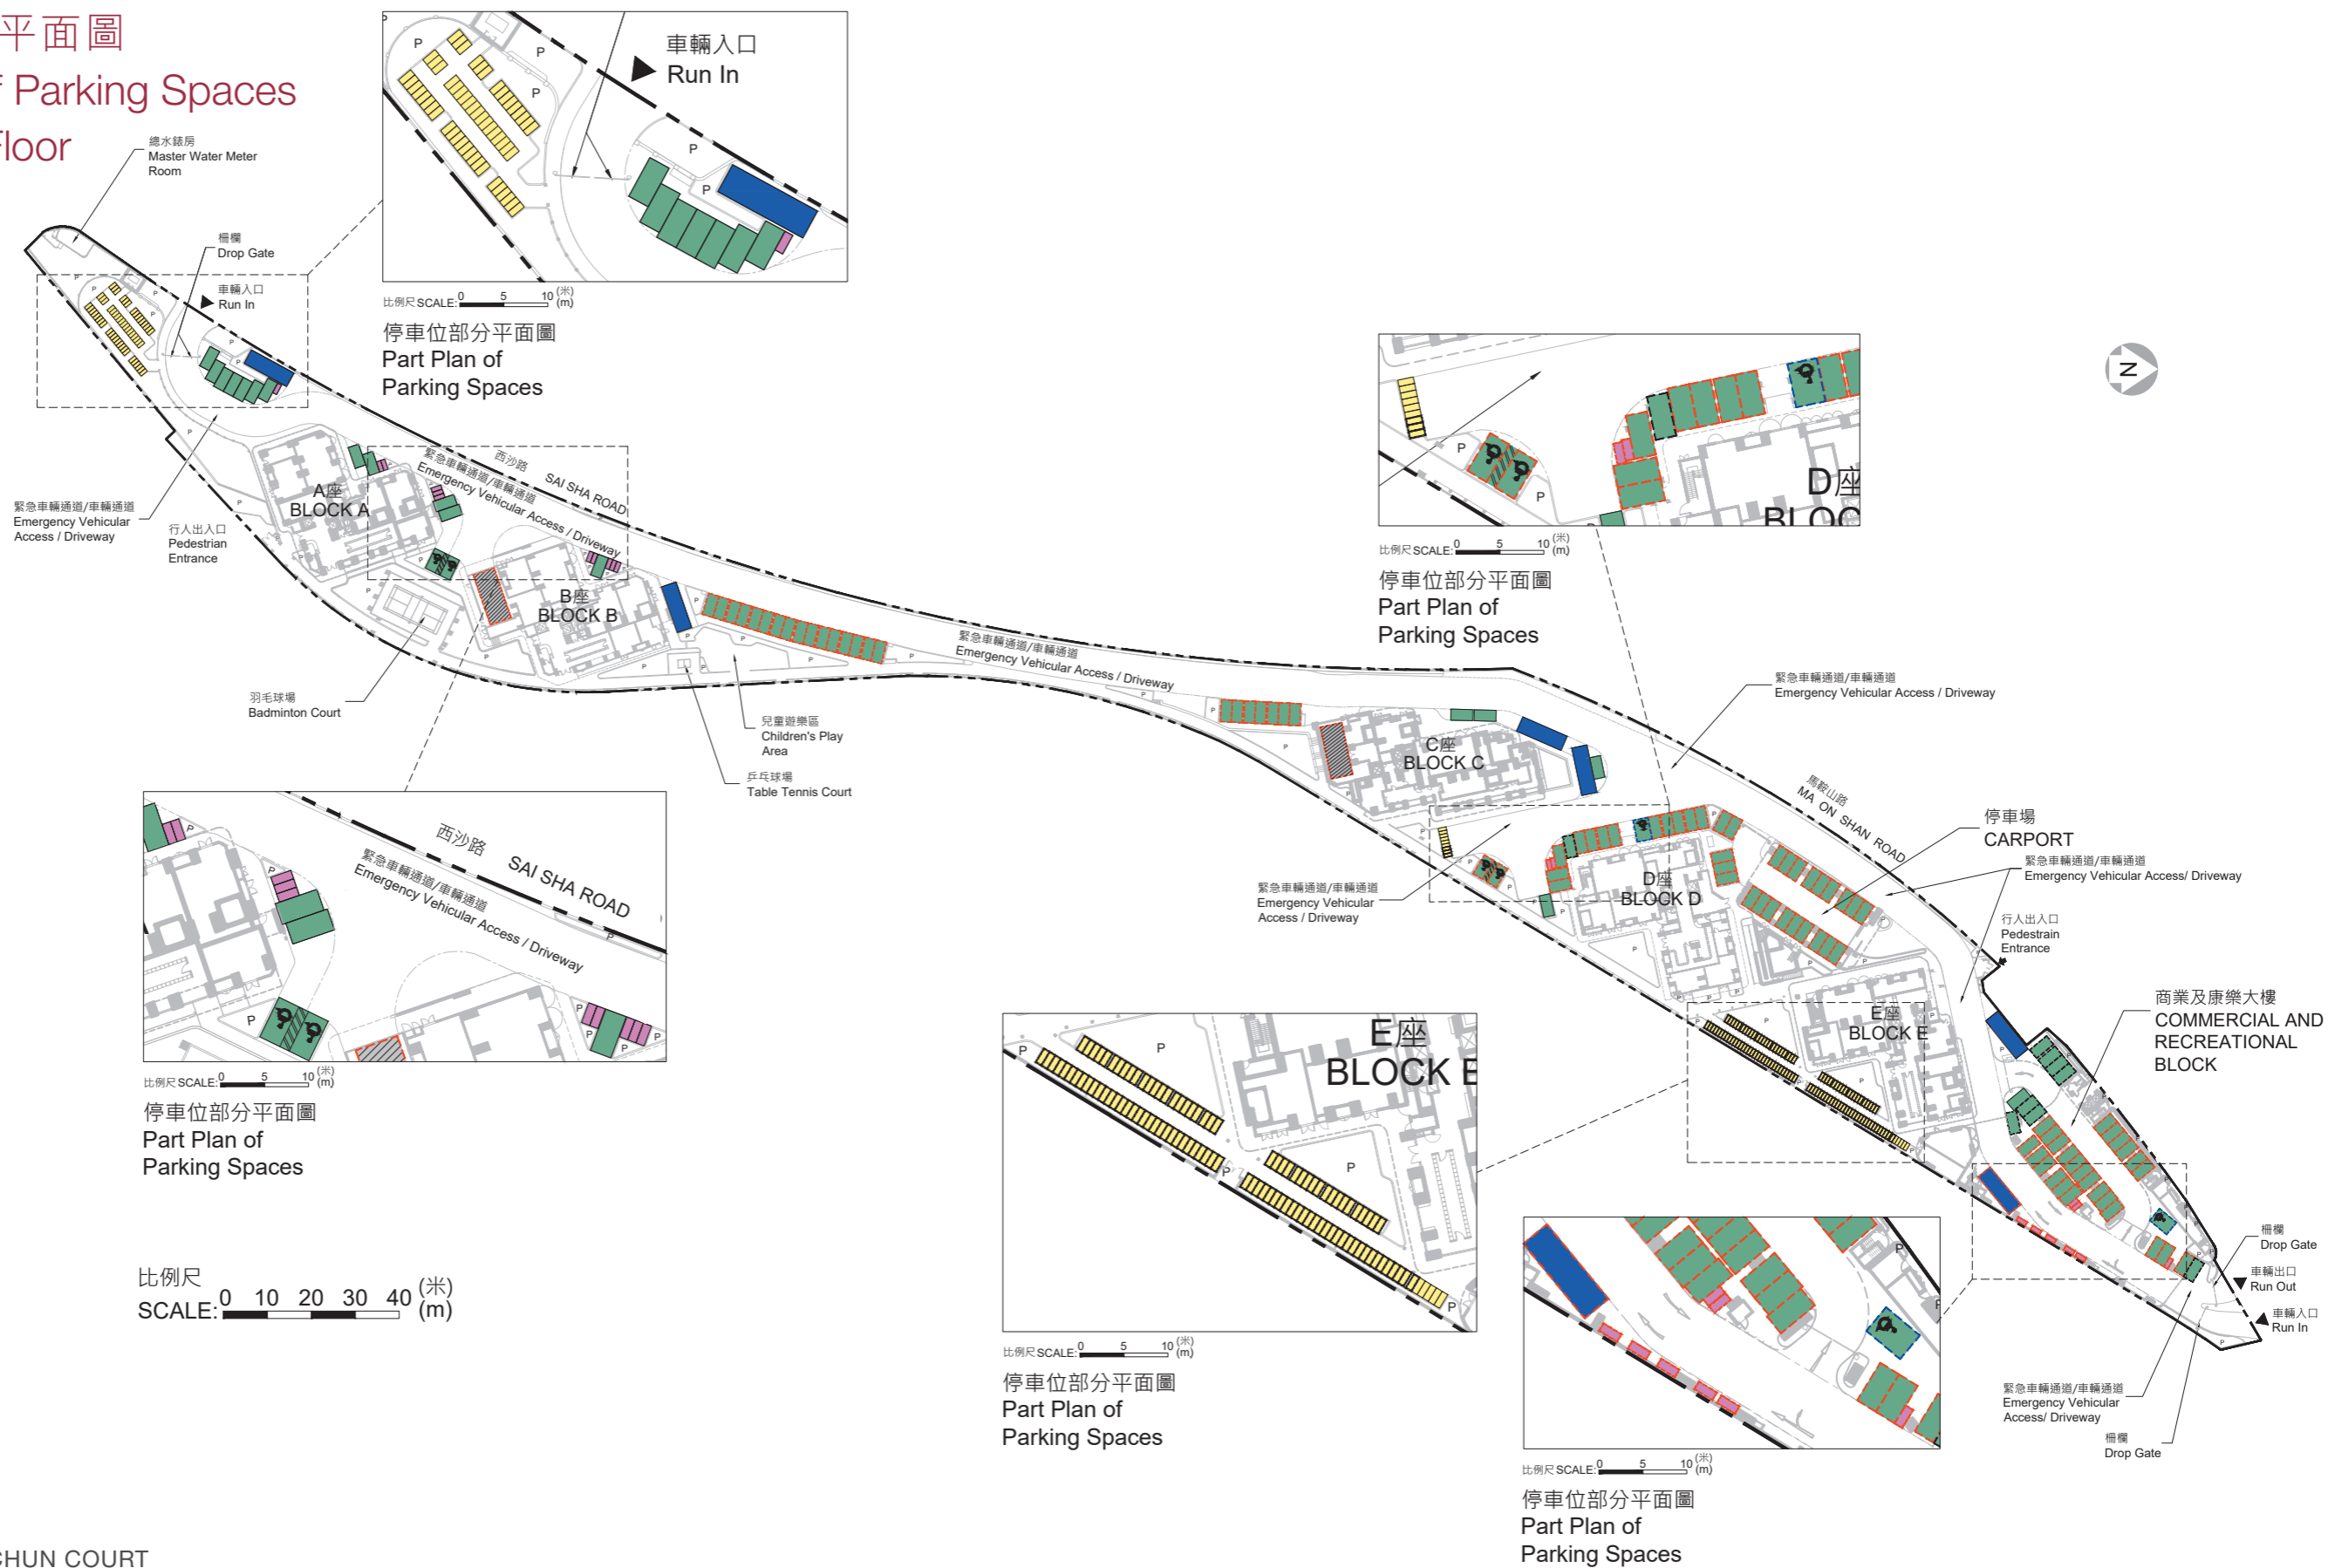 平面圖
f Parking Spaces
Floor
總水錶房
Master Water Meter
Room
柵欄
Drop Gate
車輛入口
Run In
車輛入口
Run In
P
P
P
P
P
比例尺 SCALE: 0 5 10 (米)
(m)
停車位部分平面圖
Part Plan of
Parking Spaces
緊急車輛通道/車輛通道
Emergency Vehicular
Access / Driveway
行人出入口
Pedestrian
Entrance
A座
BLOCK A
緊急車輛通道/車輛通道
Emergency Vehicular Access / Driveway
西沙路
SAI SHA ROAD
B座
BLOCK B
羽毛球場
Badminton Court
兒童遊樂區
Children's Play
Area
乒乓球場
Table Tennis Court
緊急車輛通道/車輛通道
Emergency Vehicular Access / Driveway
西沙路
SAI SHA ROAD
緊急車輛通道/車輛通道
Emergency Vehicular Access / Driveway
P
P
P
P
P
P
比例尺 SCALE: 0 5 10 (米)
(m)
停車位部分平面圖
Part Plan of
Parking Spaces
比例尺
SCALE: 0 10 20 30 40 (米)
(m)
N
P
P
D座
BLOC
比例尺 SCALE: 0 5 10 (米)
(m)
停車位部分平面圖
Part Plan of
Parking Spaces
緊急車輛通道/車輛通道
Emergency Vehicular Access / Driveway
C座
BLOCK C
馬鞍山路
MA ON SHAN ROAD
停車場
CARPORT
緊急車輛通道/車輛通道
Emergency Vehicular Access/ Driveway
D座
BLOCK D
緊急車輛通道/車輛通道
Emergency Vehicular
Access / Driveway
行人出入口
Pedestrain
Entrance
E座
BLOCK E
商業及康樂大樓
COMMERCIAL AND
RECREATIONAL
BLOCK
E座
BLOCK E
P
P
P
P
P
比例尺 SCALE: 0 5 10 (米)
(m)
停車位部分平面圖
Part Plan of
Parking Spaces
柵欄
Drop Gate
車輛出口
Run Out
車輛入口
Run In
緊急車輛通道/車輛通道
Emergency Vehicular
Access/ Driveway
柵欄
Drop Gate
P
比例尺 SCALE: 0 5 10 (米)
(m)
停車位部分平面圖
Part Plan of
Parking Spaces
CHUN COURT